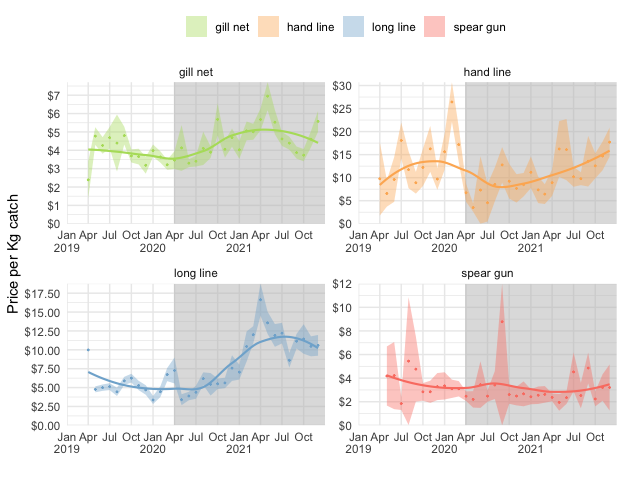 gill net hand line long line spear gun
gill net
$7
$6
$5
$4
$3
$2
$1
$0
Jan Apr Jul Oct Jan Apr Jul Oct Jan Apr Jul Oct
2019 2020 2021
hand line
$30
$25
$20
$15
$10
$5
$0
Jan Apr Jul Oct Jan Apr Jul Oct Jan Apr Jul Oct
2019 2020 2021
Price per Kg catch
long line
$17.50
$15.00
$12.50
$10.00
$7.50
$5.00
$2.50
$0.00
Jan Apr Jul Oct Jan Apr Jul Oct Jan Apr Jul Oct
2019 2020 2021
spear gun
$12
$10
$8
$6
$4
$2
$0
Jan Apr Jul Oct Jan Apr Jul Oct Jan Apr Jul Oct
2019 2020 2021